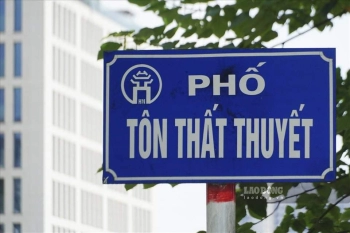 PHỐ
TÔN THẤT THUYẾT
LAO ĐỘNG